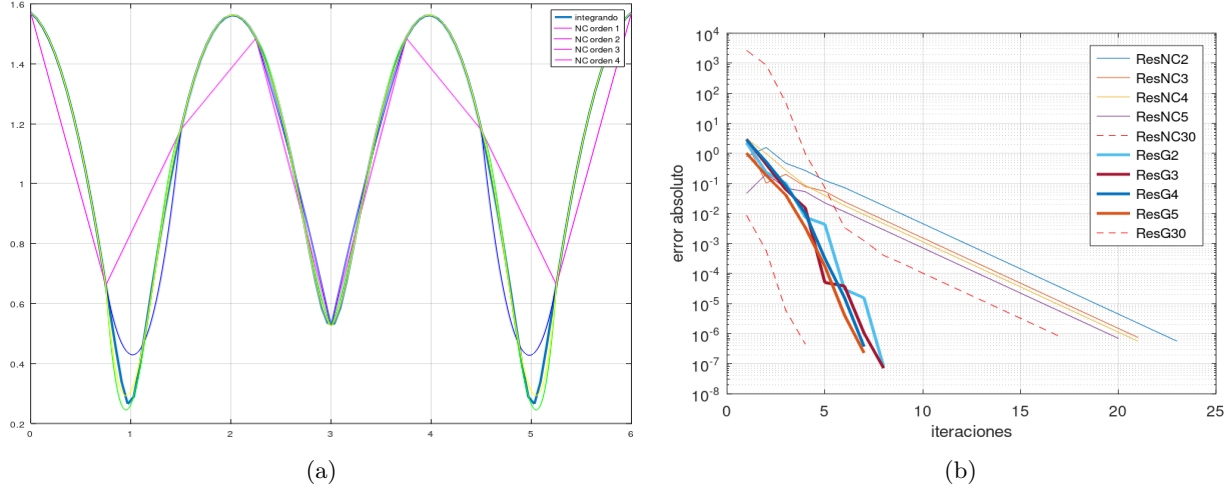 1.6
1.4
1.2
1
0.8
0.6
0.4
0.2
0
1
2
3
4
5
6
integrando
NC orden 1
NC orden 2
NC orden 3
NC orden 4
(a)
error absoluto
10^4
10^3
10^2
10^1
10^0
10^-1
10^-2
10^-3
10^-4
10^-5
10^-6
10^-7
10^-8
0
5
10
15
20
25
iteraciones
ResNC2
ResNC3
ResNC4
ResNC5
ResNC30
ResG2
ResG3
ResG4
ResG5
ResG30
(b)